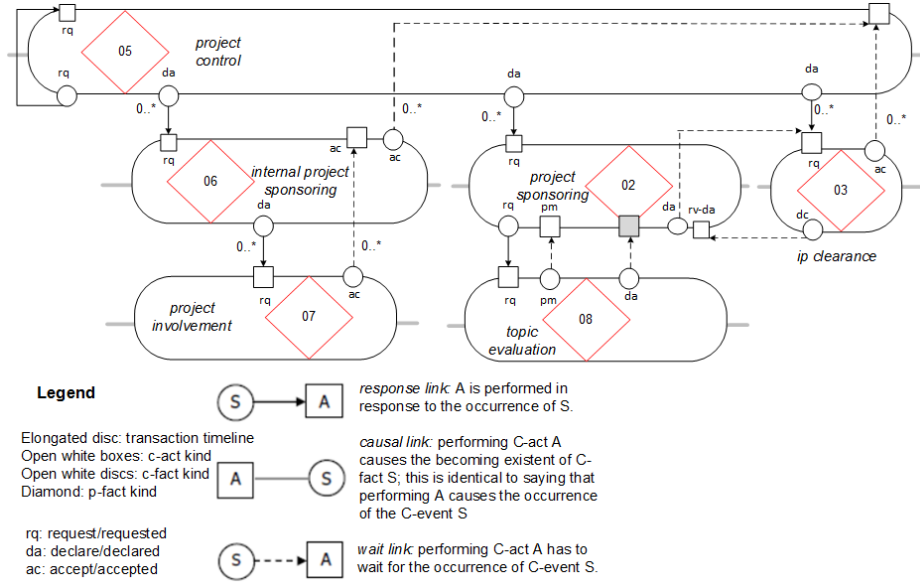 rq
05
project
control
rq
da
da
da
0..*
0..*
0..*
0..*
rq
ac
ac
rq
rq
ac
06
internal project
sponsoring
project
sponsoring
02
03
da
rq
pm
da
rv-da
dc
0..*
0..*
ip clearance
rq
ac
rq
pm
da
project
involvement
07
topic
evaluation
08
Legend
S
A
response link: A is performed in
response to the occurrence of S.
Elongated disc: transaction timeline
Open white boxes: c-act kind
Open white discs: c-fact kind
Diamond: p-fact kind
A
S
causal link: performing C-act A
causes the becoming existent of C-
fact S; this is identical to saying that
performing A causes the occurrence
of the C-event S
rq: request/requested
da: declare/declared
ac: accept/accepted
S
A
wait link: performing C-act A has to
wait for the occurrence of C-event S.